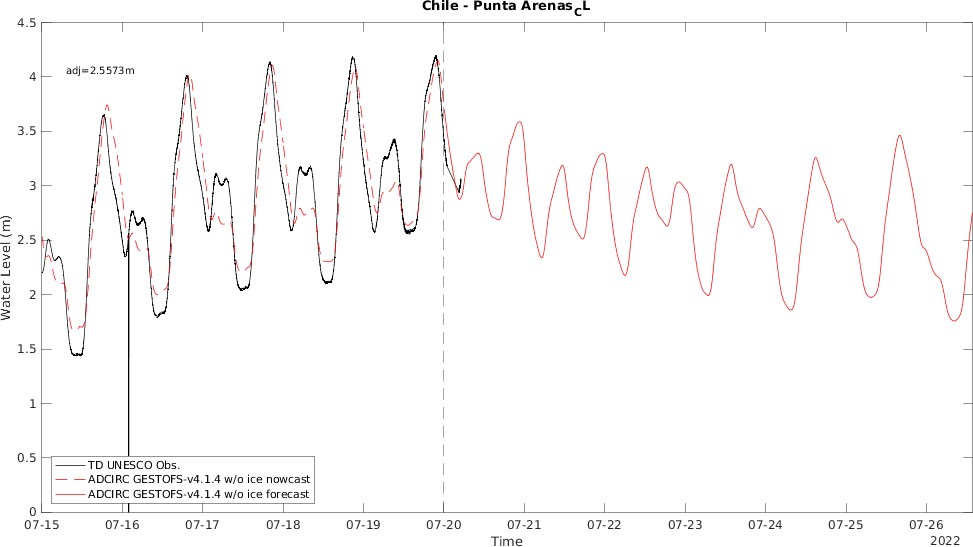 Chile - Punta Arenas_CL
4.5
4
3.5
3
2.5
2
1.5
1
0.5
0
Water Level (m)
adj=2.5573m
TD UNESCO Obs.
ADCIRC GESTOFS-v4.1.4 w/o ice nowcast
ADCIRC GESTOFS-v4.1.4 w/o ice forecast
07-15 07-16 07-17 07-18 07-19 07-20 07-21 07-22 07-23 07-24 07-25 07-26
Time
2022